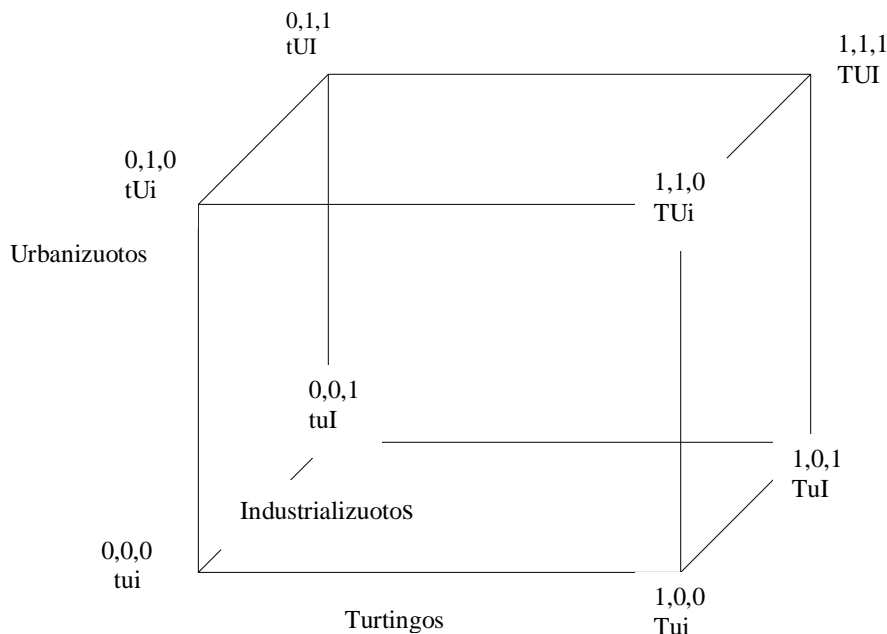 0,1,1
tUI
1,1,1
TUI
0,1,0
tUi
1,1,0
TUi
Urbanizuotos
0,0,1
tuI
1,0,1
TuI
IndustrializuotoS
0,0,0
tui
Turtingos
1,0,0
Tui